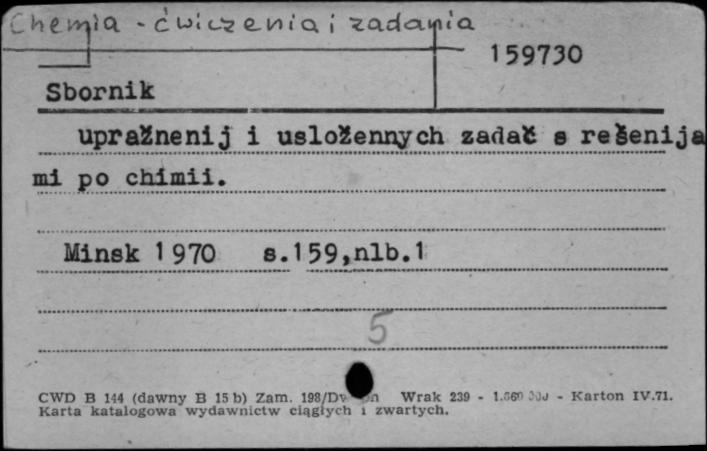 Chemia - ćwiczenia i zadania
159730
Sbornik
upražnenij i usložennych zadač s rešenija
mi po chimii.
Minsk 1970 s.159,nlb.1
5
CWD B 144 (dawny B 15 b) Zam. 198/ Wrak 239 - - Karton IV.71.
Karta katalogowa wydawnictw ciągłych i zwartych.